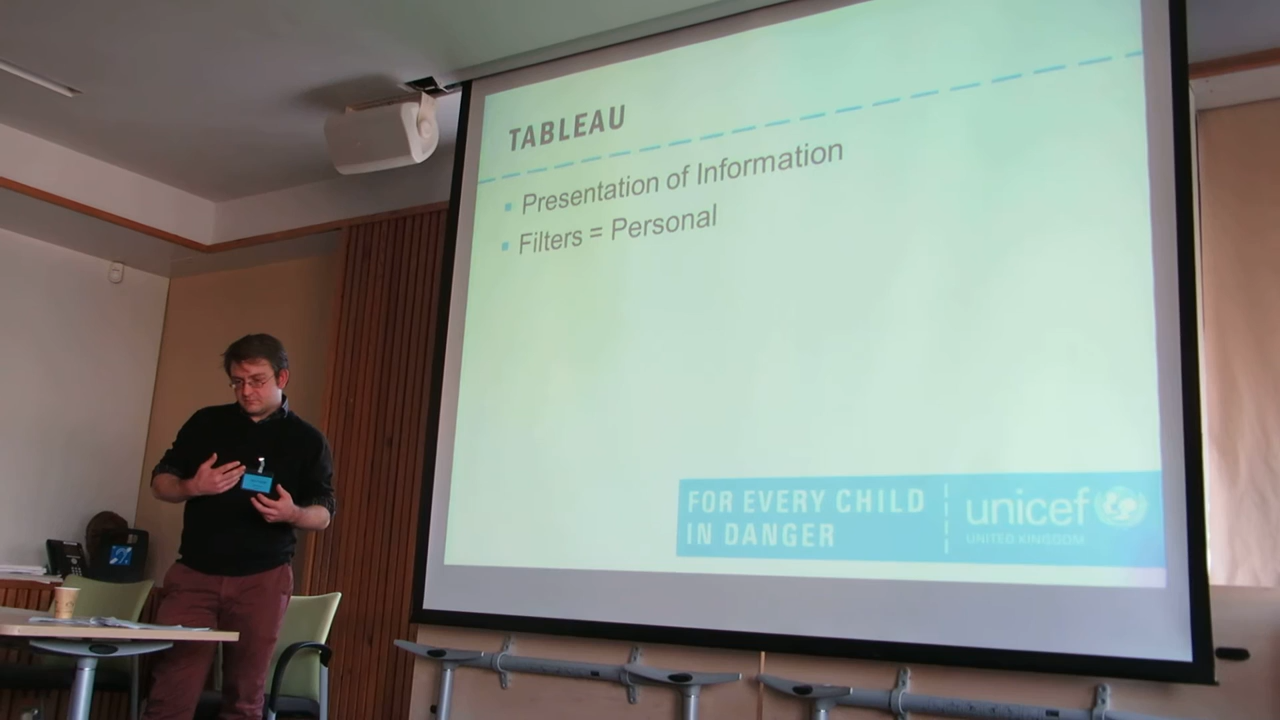 TABLEAU
Presentation of Information
Filters = Personal
FOR EVERY CHILD
IN DANGER
unicef
UNITED KINGDOM